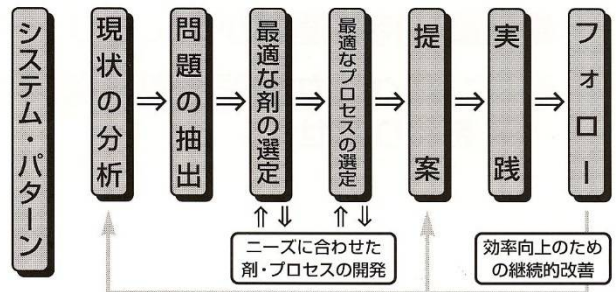 システム・パターン
現状の分析
問題の抽出
最適な剤の選定
最適なプロセスの選定
提案
実践
フォロー
ニーズに合わせた
剤・プロセスの開発
効率向上のため
の継続的改善